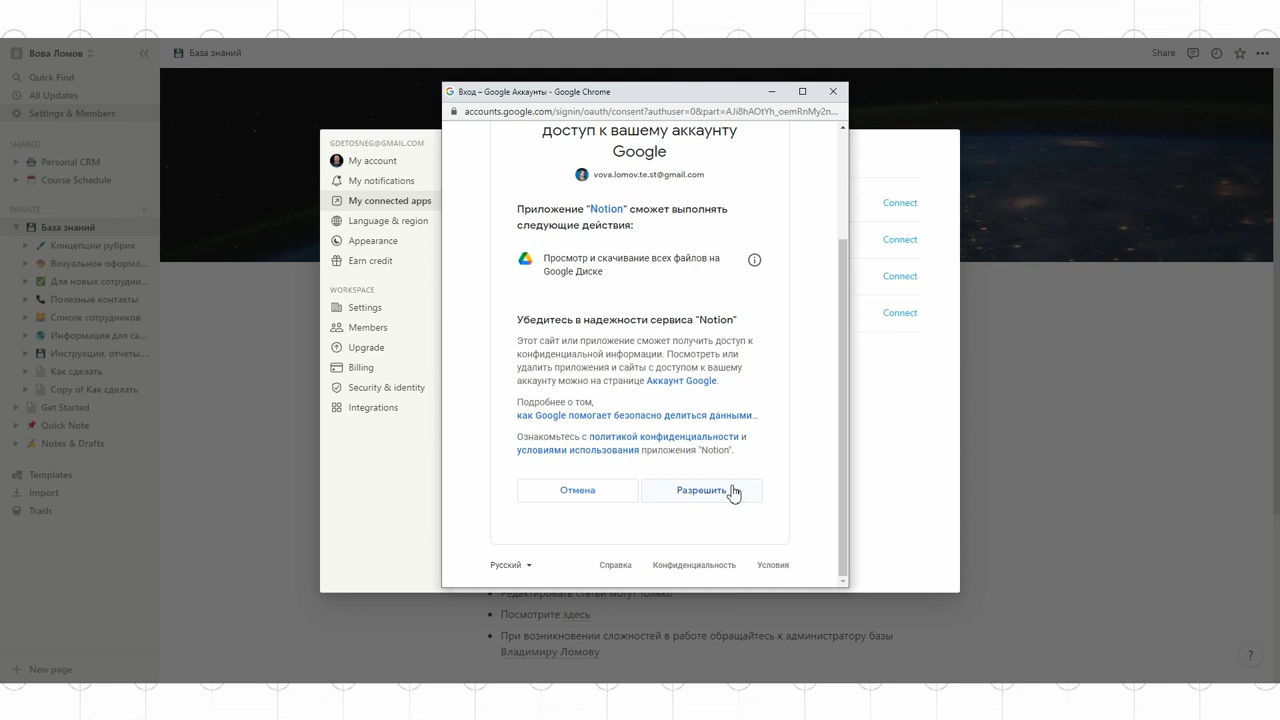 Вова Ломов
База знаний
Share
Quick Find
All Updates
Settings & Members
SHARED
Personal CRM
Course Schedule
PRIVATE
База знаний
Концепции рубрик
Визуальное оформл...
Для новых сотрудни...
Полезные контакты
Список сотрудников
Информация для са...
Инструкции, отчеты,...
Как сделать
Copy of Как сделать
Get Started
Quick Note
Notes & Drafts
Templates
Import
Trash
New page
GDETOSNEG@GMAIL.COM
My account
My notifications
My connected apps
Language & region
Appearance
Earn credit
WORKSPACE
Settings
Members
Upgrade
Billing
Security & identity
Integrations
Вход – Google Аккаунты - Google Chrome
accounts.google.com/signin/oauth/consent?authuser=0&part=AJi8hAOtYh_oemRnMy2n...
доступ к вашему аккаунту
Google
vova.lomov.te.st@gmail.com
Приложение "Notion" сможет выполнять
следующие действия:
Просмотр и скачивание всех файлов на
Google Диске
Убедитесь в надежности сервиса "Notion"
Этот сайт или приложение сможет получить доступ к
конфиденциальной информации. Посмотреть или
удалить приложения и сайты с доступом к вашему
аккаунту можно на странице Аккаунт Google.
Подробнее о том,
как Google помогает безопасно делиться данными...
Ознакомьтесь с политикой конфиденциальности и
условиями использования приложения "Notion".
Отмена
Разрешить
Русский
Справка
Конфиденциальность
Условия
Connect
Connect
Connect
Connect
Редактировать статьи могут только
Посмотрите здесь
При возникновении сложностей в работе обращайтесь к администратору базы
Владимиру Ломову
?